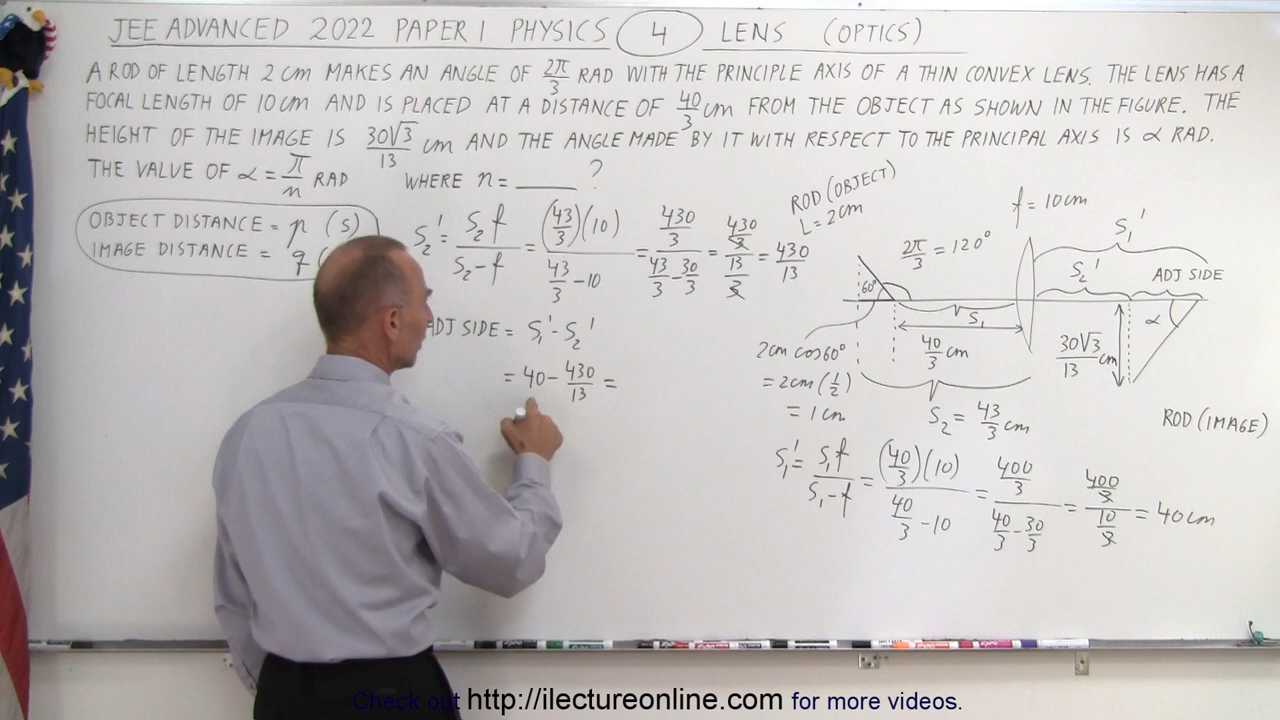 JEE ADVANCED 2022 PAPER 1 PHYSICS 4 LENS (OPTICS)
A ROD OF LENGTH 2 cm MAKES AN ANGLE OF 2π/3 RAD WITH THE PRINCIPLE AXIS OF A THIN CONVEX LENS. THE LENS HAS A
FOCAL LENGTH OF 10 cm AND IS PLACED AT A DISTANCE OF 40/3 cm FROM THE OBJECT AS SHOWN IN THE FIGURE. THE
HEIGHT OF THE IMAGE IS 30√3/13 cm AND THE ANGLE MADE BY IT WITH RESPECT TO THE PRINCIPAL AXIS IS α RAD.
THE VALUE OF α = π/n RAD WHERE n = ______ ?
OBJECT DISTANCE = p (s)
IMAGE DISTANCE = q
S₂' = S₂f/(S₂-f) = (43/3)(10)/(43/3 - 10) = (430/3)/(43/3 - 30/3) = (430/3)/(13/3) = 430/13
ADJ SIDE = S₁' - S₂'
= 40 - 430/13 =
ROD (OBJECT)
L = 2cm
f = 10cm
2π/3 = 120°
S₁'
S₂' ADJ SIDE
60°
S₁
α
40/3 cm
30√3/13 cm
2cm cos60°
= 2cm (1/2)
= 1 cm
S₂ = 43/3 cm
ROD (IMAGE)
S₁' = S₁f/(S₁-f) = (40/3)(10)/(40/3 - 10) = (400/3)/(40/3 - 30/3) = (400/3)/(10/3) = 40cm
Check out http://ilectureonline.com for more videos.